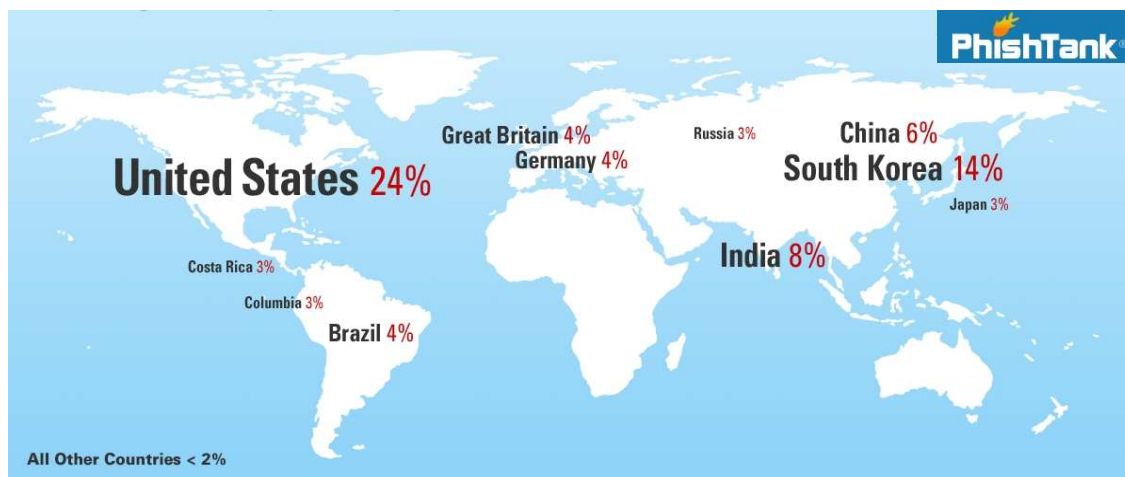 PhishTank®
Great Britain 4%
Russia 3%
China 6%
Germany 4%
United States 24%
South Korea 14%
Japan 3%
India 8%
Costa Rica 3%
Columbia 3%
Brazil 4%
All Other Countries < 2%